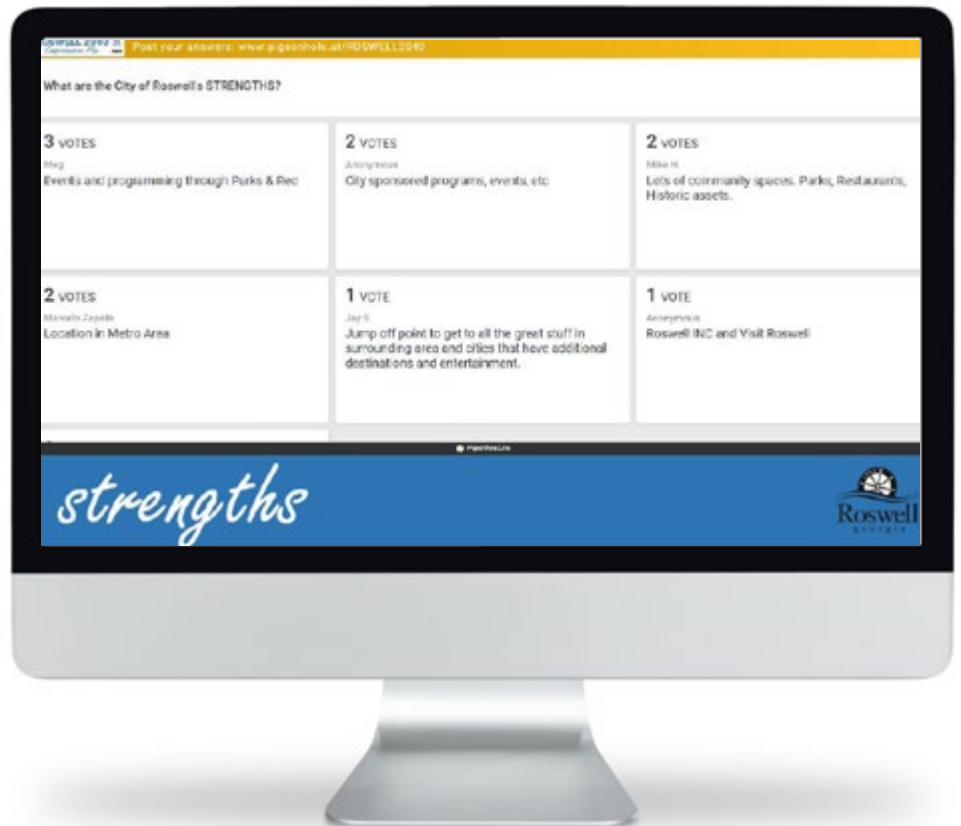 Post your answers: www.pigeonhole.at/ROSWELL2040
What are the City of Roswell's STRENGTHS?
3 VOTES
Meg
Events and programming through Parks & Rec
2 VOTES
Anonymous
City sponsored programs, events, etc
2 VOTES
Mike H
Lots of community spaces. Parks, Restaurants,
Historic assets.
2 VOTES
Marcelo Zapata
Location in Metro Area
1 VOTE
Jay S
Jump off point to get to all the great stuff in
surrounding area and cities that have additional
destinations and entertainment.
1 VOTE
Anonymous
Roswell INC and Visit Roswell
strengths
Roswell
georgia